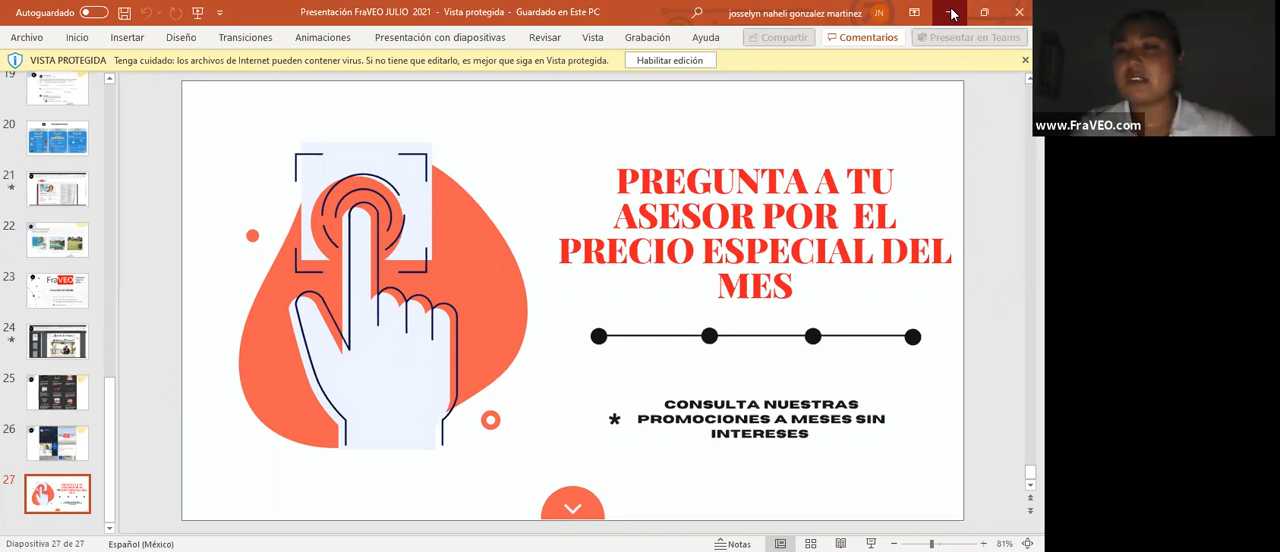 Autoguardado
Presentación FraVEO JULIO 2021 - Vista protegida - Guardado en Este PC
josselyn naheli gonzalez martinez
JN
Archivo Inicio Insertar Diseño Transiciones Animaciones Presentación con diapositivas Revisar Vista Grabación Ayuda
Compartir
Comentarios
Presentar en Teams
VISTA PROTEGIDA Tenga cuidado: los archivos de Internet pueden contener virus. Si no tiene que editarlo, es mejor que siga en Vista protegida.
Habilitar edición
19
20
21
22
23
FraVEO
24
25
26
27
PREGUNTA A TU
ASESOR POR EL
PRECIO ESPECIAL DEL
MES
CONSULTA NUESTRAS
* PROMOCIONES A MESES SIN
INTERESES
www.FraVEO.com
Diapositiva 27 de 27
Español (México)
Notas
81%